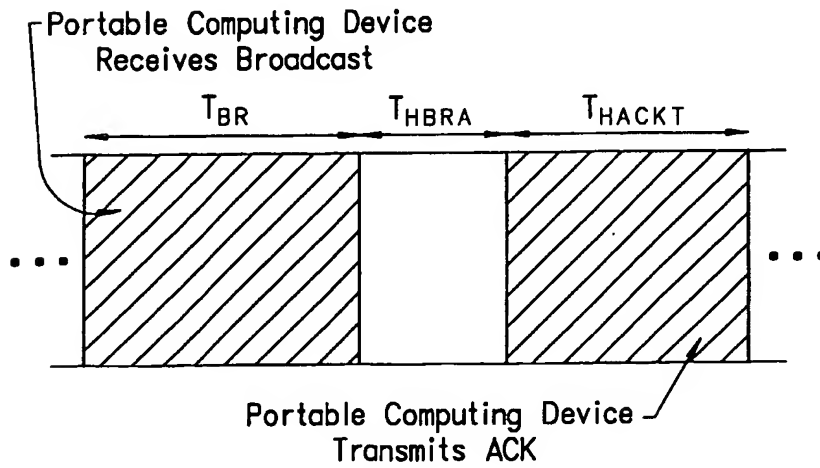 Portable Computing Device
Receives Broadcast
T_BR T_HBRA T_HACKT
Portable Computing Device
Transmits ACK